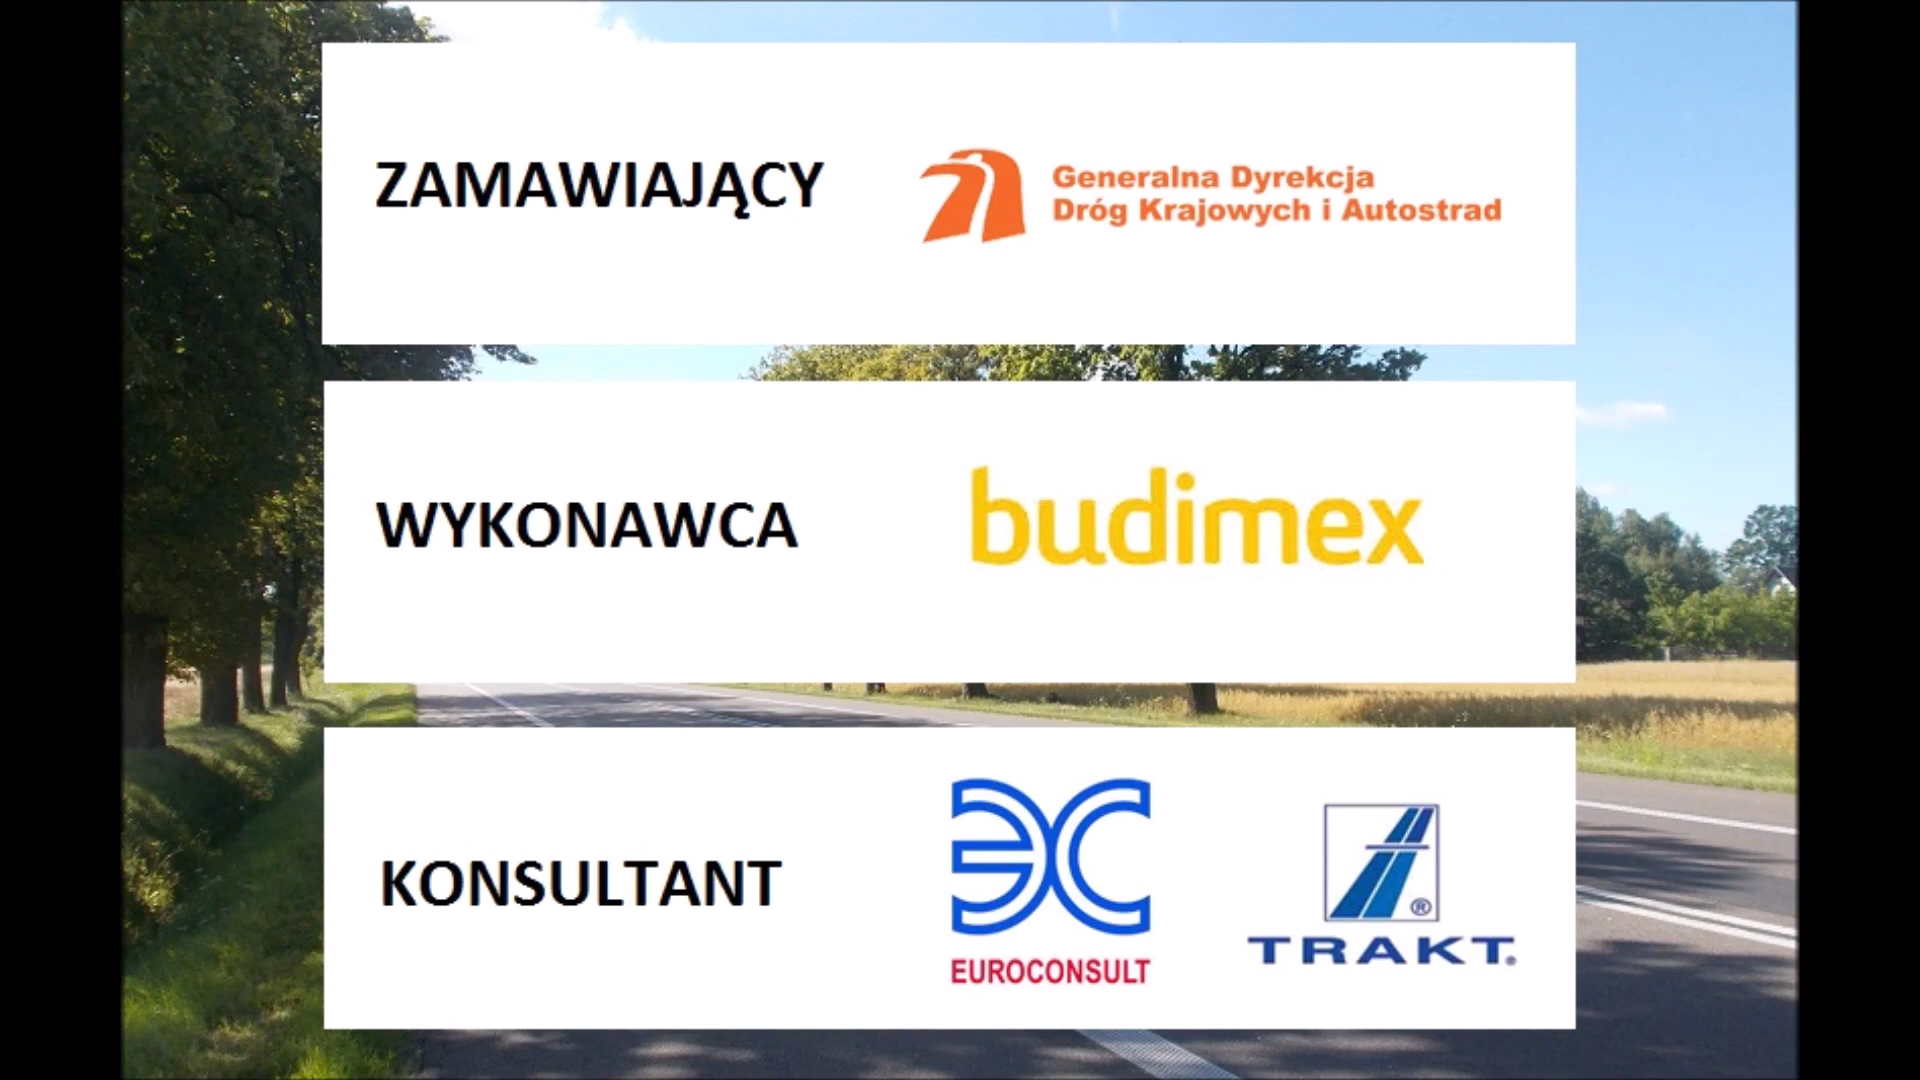 ZAMAWIAJĄCY
Generalna Dyrekcja
Dróg Krajowych i Autostrad
WYKONAWCA
budimex
KONSULTANT
EUROCONSULT
®
TRAKT®